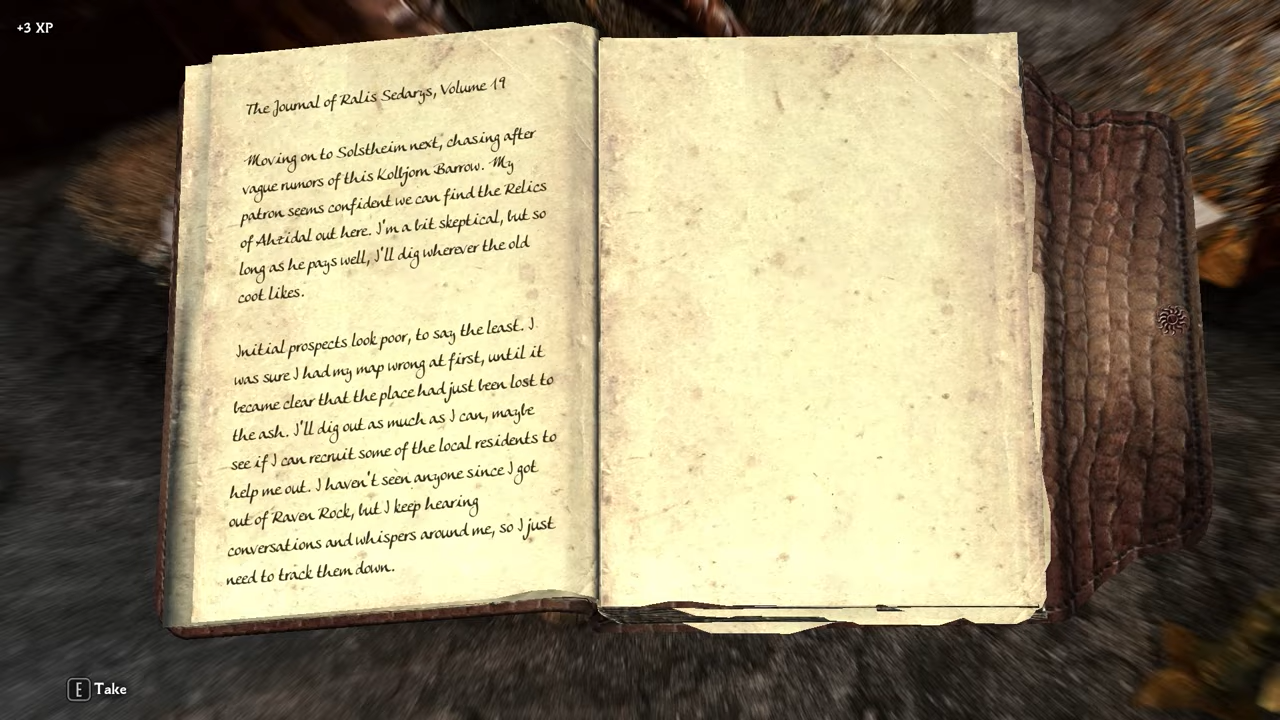 +3 XP
The Journal of Ralis Sedarys, Volume 19
Moving on to Solstheim next, chasing after
vague rumors of this Kolbjorn Barrow. My
patron seems confident we can find the Relics
of Ahzidal out here. I'm a bit skeptical, but so
long as he pays well, I'll dig wherever the old
coot likes.
Initial prospects look poor, to say the least. I
was sure I had my map wrong at first, until it
became clear that the place had just been lost to
the ash. I'll dig out as much as I can, maybe
see if I can recruit some of the local residents to
help me out. I haven't seen anyone since I got
out of Raven Rock, but I keep hearing
conversations and whispers around me, so I just
need to track them down.
E Take